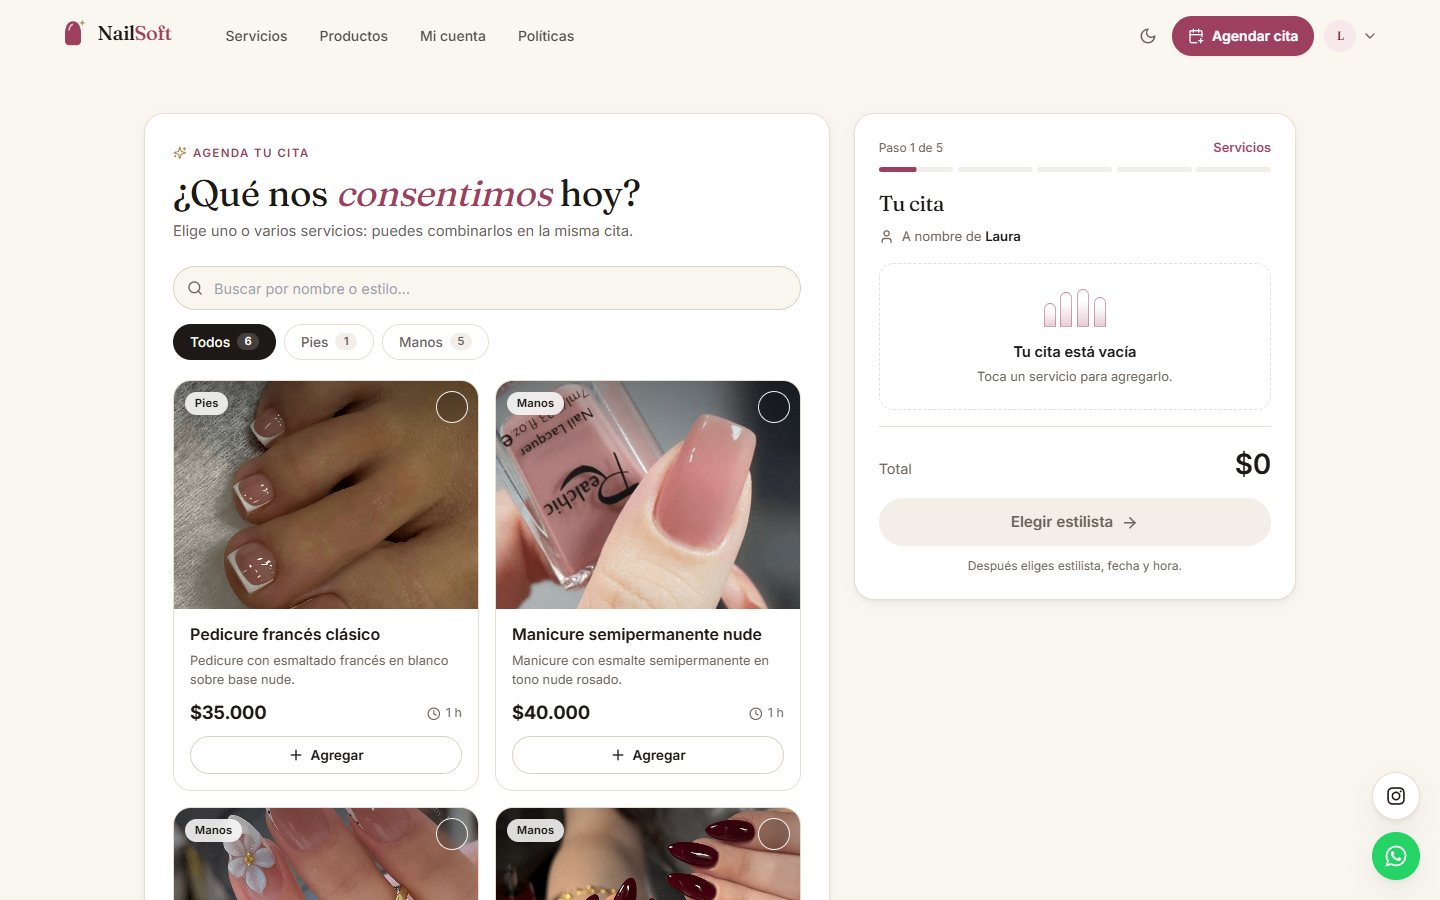 NailSoft
Servicios
Productos
Mi cuenta
Políticas
Agendar cita
L
AGENDA TU CITA
¿Qué nos consentimos hoy?
Elige uno o varios servicios: puedes combinarlos en la misma cita.
Buscar por nombre o estilo...
Todos 6
Pies 1
Manos 5
Pies
Pedicure francés clásico
Pedicure con esmaltado francés en blanco
sobre base nude.
$35.000
1 h
Agregar
Manos
Nail Lacquer
Realchic
Manicure semipermanente nude
Manicure con esmalte semipermanente en
tono nude rosado.
$40.000
1 h
Agregar
Manos
Manos
Paso 1 de 5
Servicios
Tu cita
A nombre de Laura
Tu cita está vacía
Toca un servicio para agregarlo.
Total
$0
Elegir estilista
Después eliges estilista, fecha y hora.